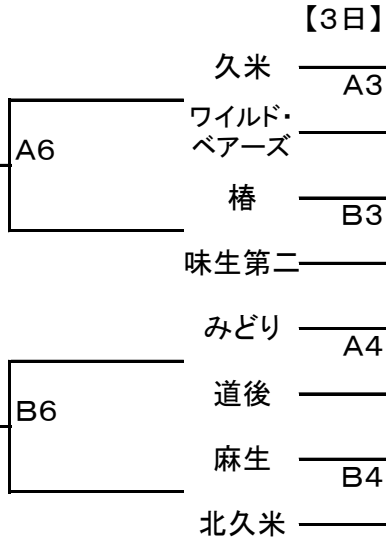 【3日】
久米
A3
ワイルド・
ベアーズ
A6
椿
B3
味生第二
みどり
A4
道後
B6
麻生
B4
北久米